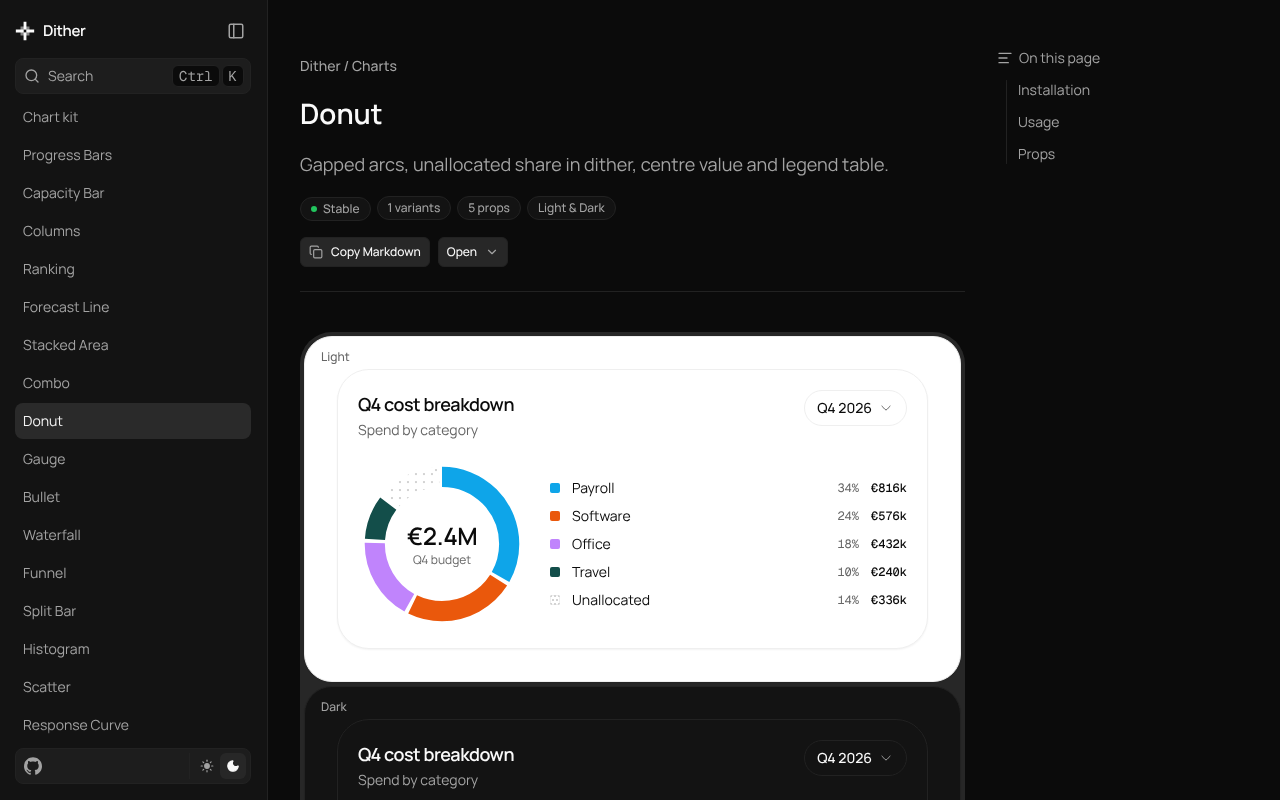 Dither
Search Ctrl K
Chart kit
Progress Bars
Capacity Bar
Columns
Ranking
Forecast Line
Stacked Area
Combo
Donut
Gauge
Bullet
Waterfall
Funnel
Split Bar
Histogram
Scatter
Response Curve
Dither / Charts
Donut
Gapped arcs, unallocated share in dither, centre value and legend table.
Stable 1 variants 5 props Light & Dark
Copy Markdown Open
Light
Q4 cost breakdown Q4 2026
Spend by category
€2.4M
Q4 budget
Payroll 34% €816k
Software 24% €576k
Office 18% €432k
Travel 10% €240k
Unallocated 14% €336k
Dark
Q4 cost breakdown Q4 2026
Spend by category
On this page
Installation
Usage
Props